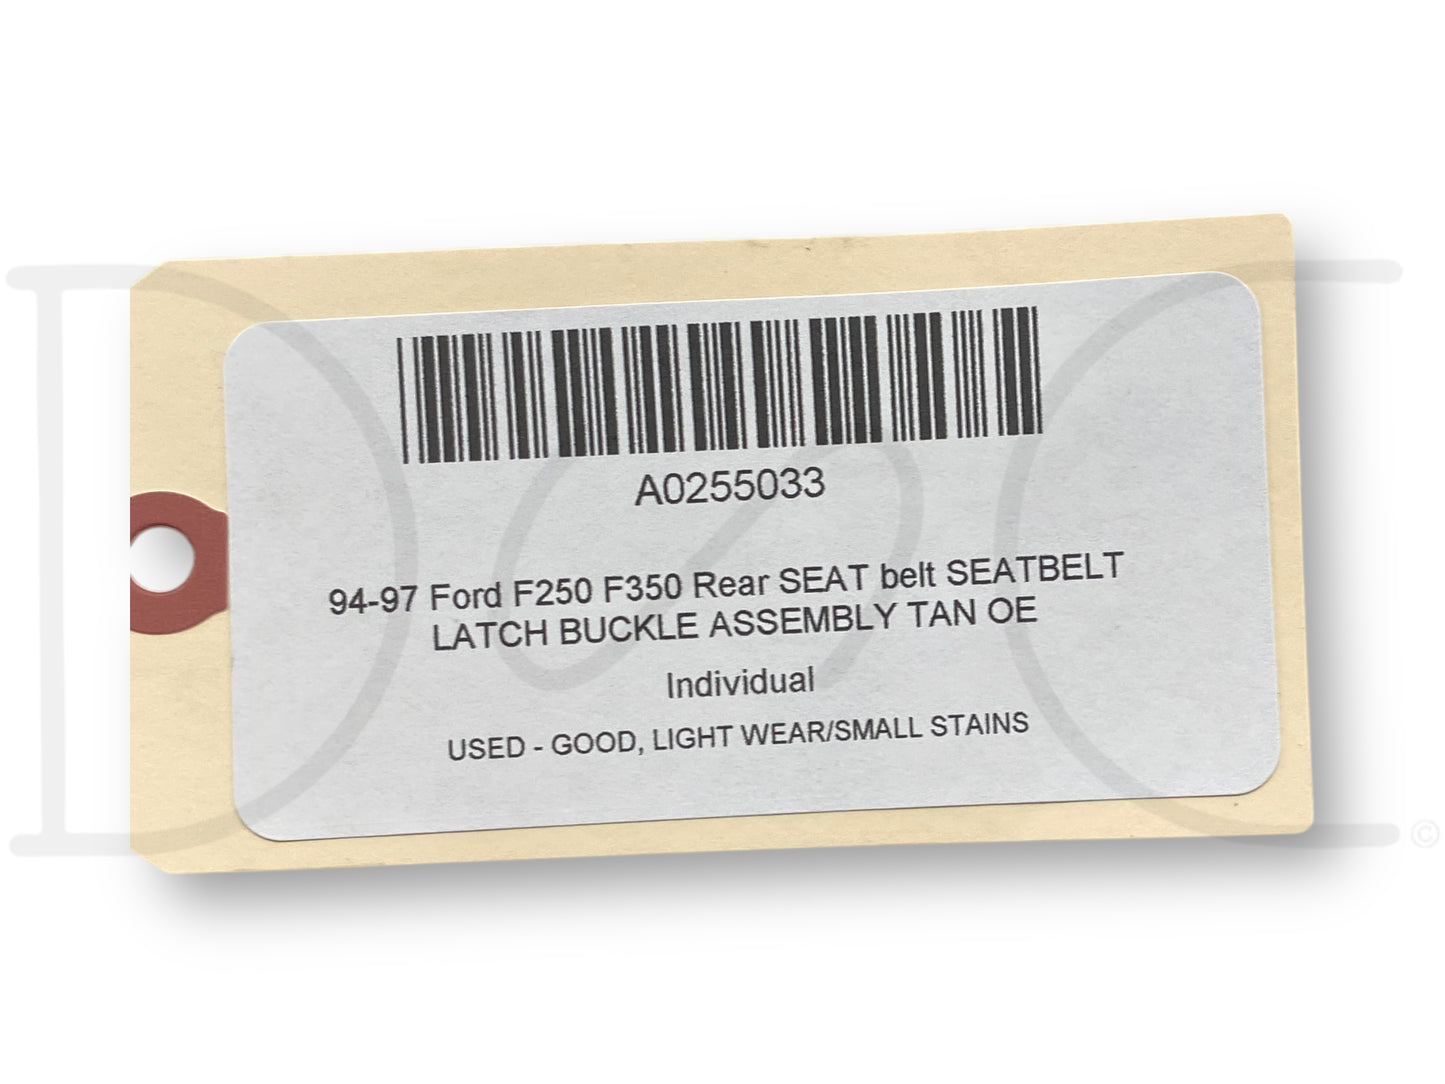 A0255033
94-97 Ford F250 F350 Rear SEAT belt SEATBELT
LATCH BUCKLE ASSEMBLY TAN OE
Individual
USED - GOOD, LIGHT WEAR/SMALL STAINS
©